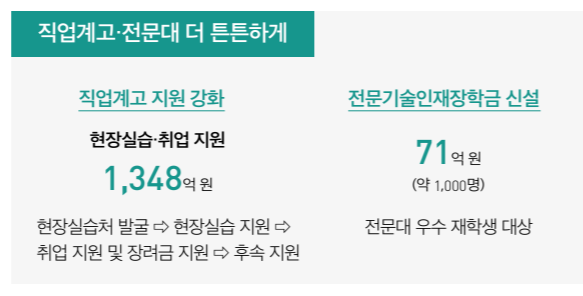 직업계고·전문대 더 튼튼하게
직업계고 지원 강화
현장실습·취업 지원
1,348억 원
현장실습처 발굴 ⇨ 현장실습 지원 ⇨
취업 지원 및 장려금 지원 ⇨ 후속 지원
전문기술인재장학금 신설
71억 원
(약 1,000명)
전문대 우수 재학생 대상